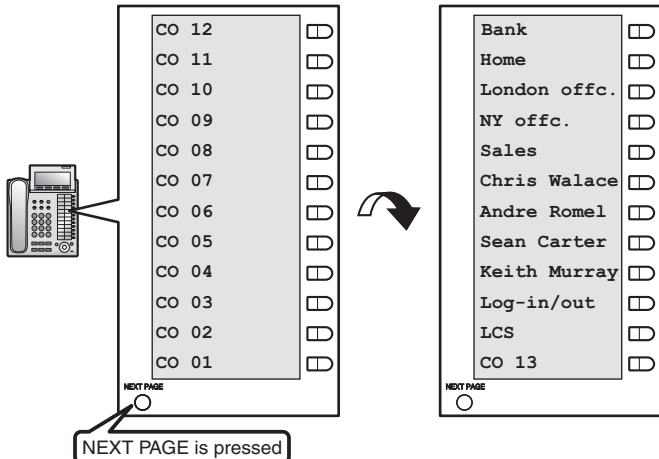 CO 12
CO 11
CO 10
CO 09
CO 08
CO 07
CO 06
CO 05
CO 04
CO 03
CO 02
CO 01
NEXT PAGE
NEXT PAGE is pressed
Bank
Home
London offc.
NY offc.
Sales
Chris Walace
Andre Romel
Sean Carter
Keith Murray
Log-in/out
LCS
CO 13
NEXT PAGE